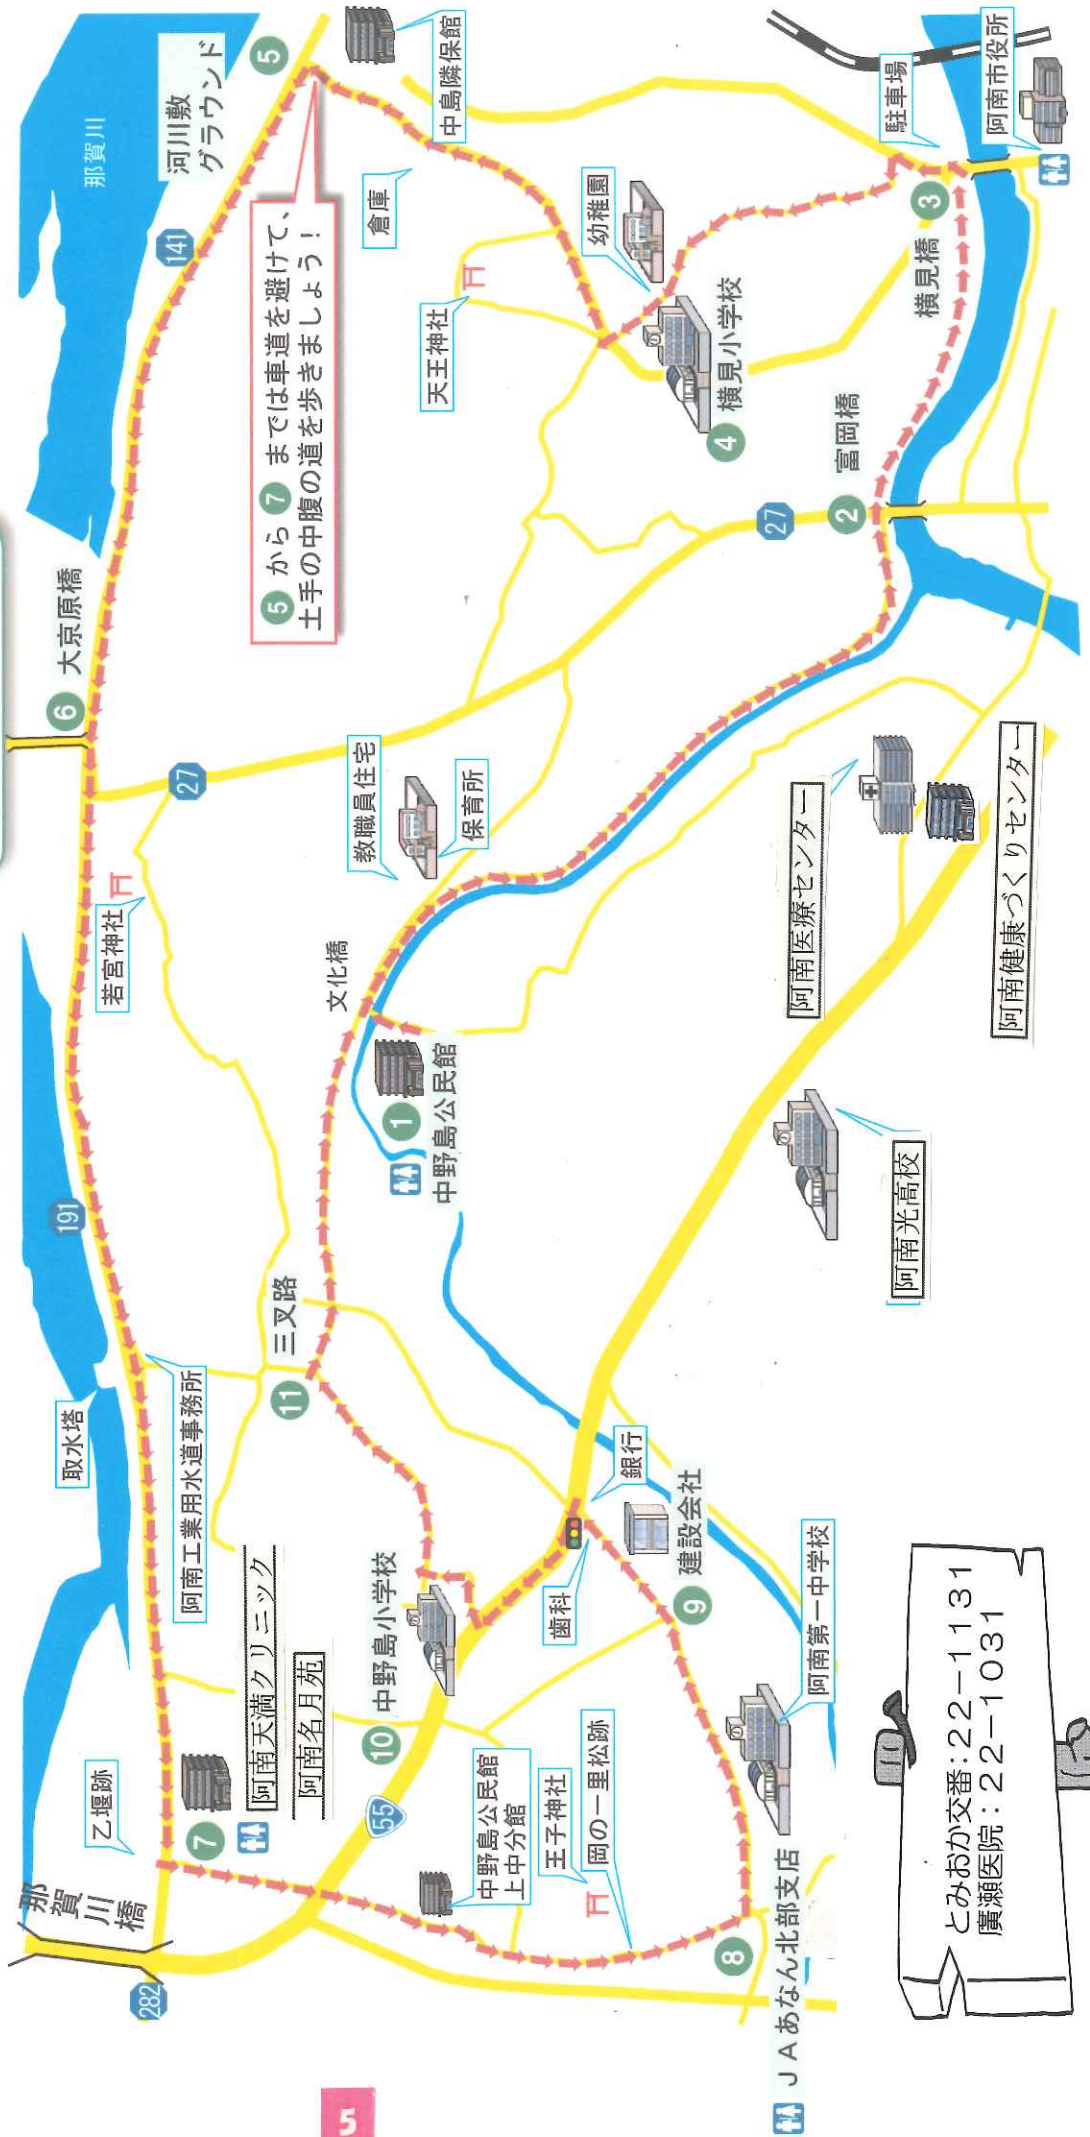 那賀川橋
282
乙堰跡
7
阿南天満クリニック
阿南名月苑
取水塔
阿南工業用水道事務所
191
若宮神社
6 大京原橋
27
141
那賀川
河川敷
グラウンド
5
5 から 7 までは車道を避けて、
土手の中腹の道を歩きましょう！
中島隣保館
倉庫
天王神社
幼稚園
4 横見小学校
駐車場
阿南市役所
3
横見橋
富岡橋
2
27
教職員住宅
保育所
文化橋
1
中野島公民館
三叉路
11
10 中野島小学校
55
中野島公民館
上中分館
王子神社
岡の一里松跡
歯科
銀行
9 建設会社
阿南第一中学校
8
ＪＡあなん北部支店
阿南医療センター
阿南健康づくりセンター
阿南光高校
とみおか交番：２２－１１３１
廣瀬医院：２２－１０３１
5